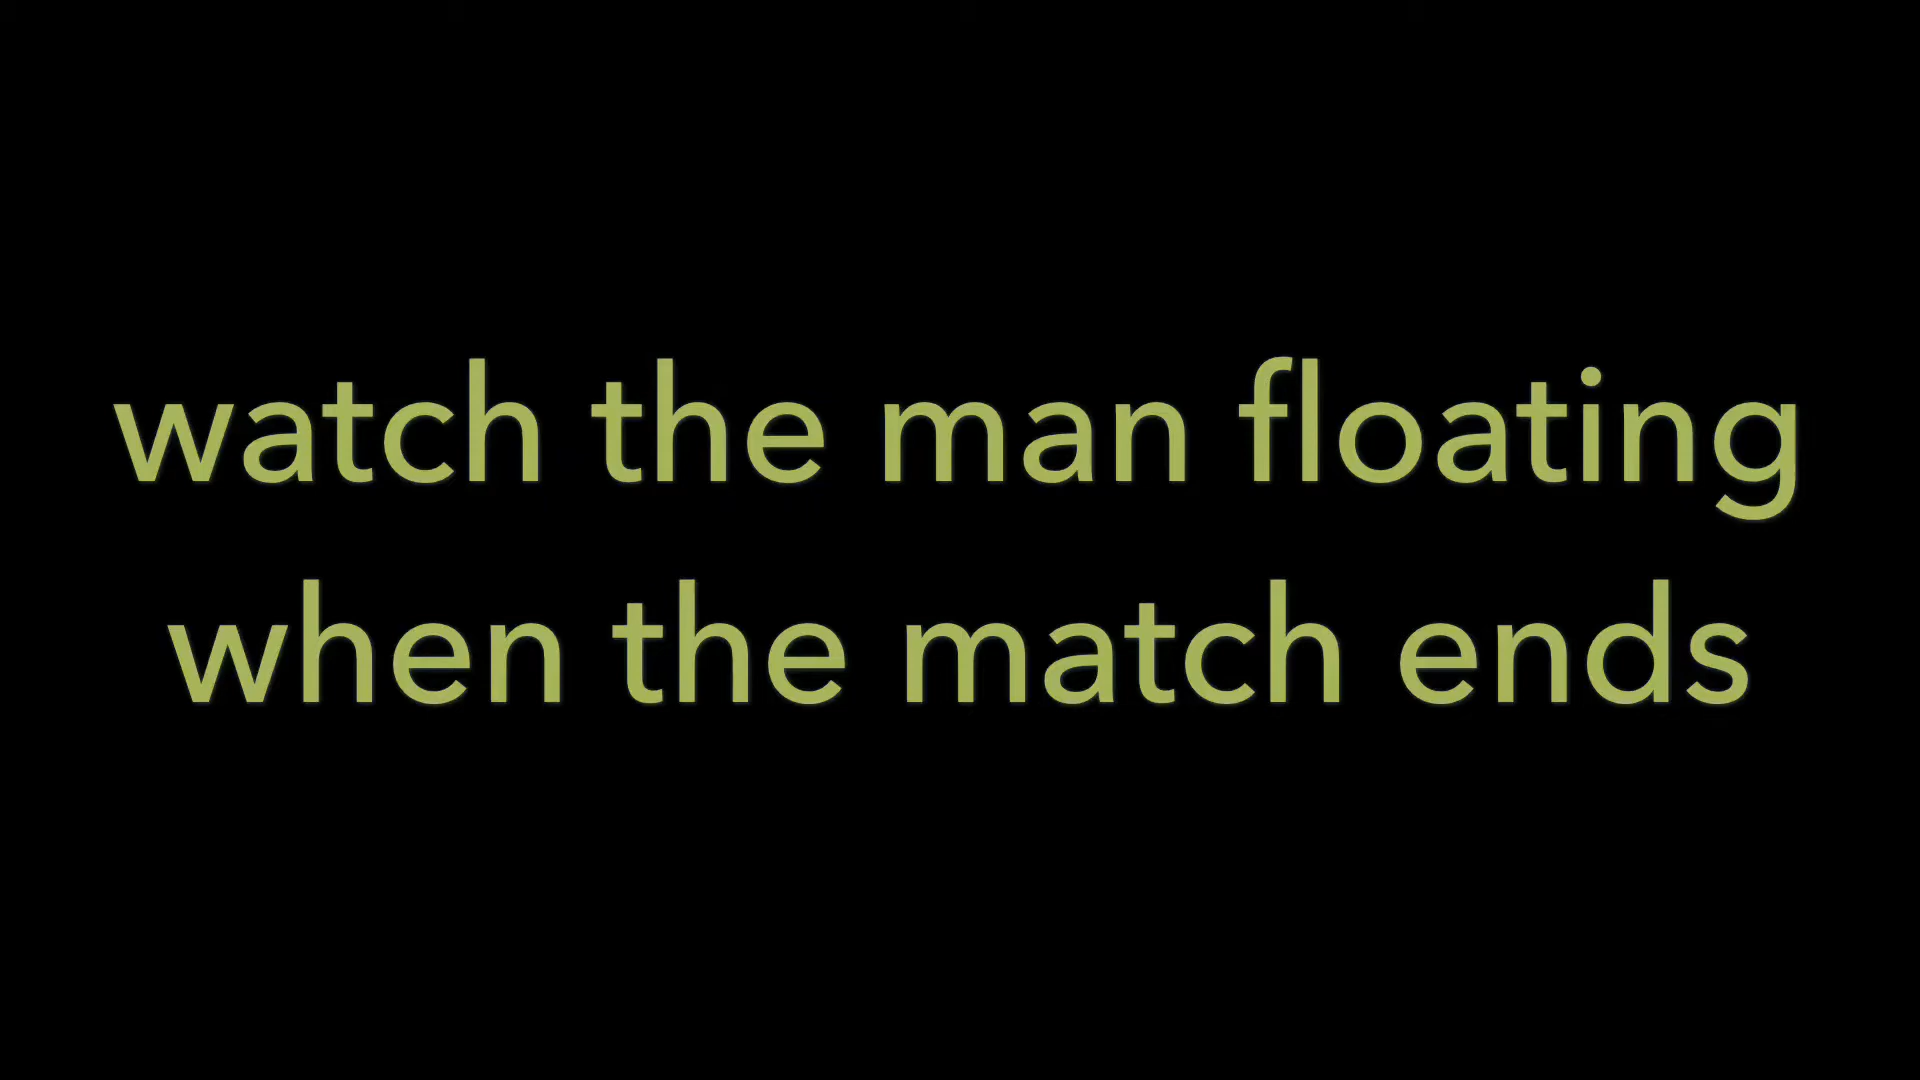 watch the man floating
when the match ends